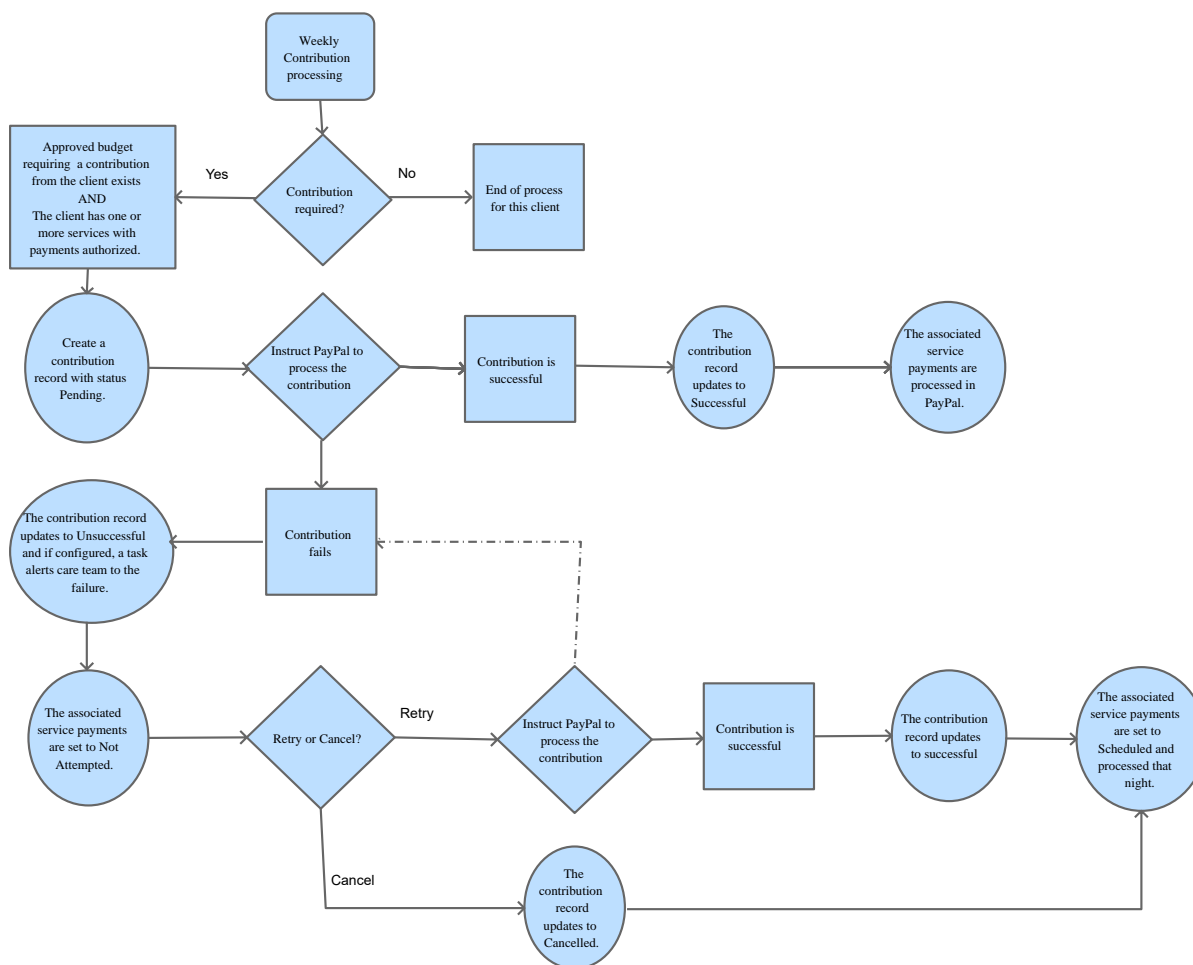 Weekly
Contribution
processing
Approved budget
requiring a contribution
from the client exists
AND
The client has one or
more services with
payments authorized.
Yes
Contribution
required?
No
End of process
for this client
Create a
contribution
record with status
Pending.
Instruct PayPal to
process the
contribution
Contribution is
successful
The
contribution
record
updates to
Successful
The associated
service
payments are
processed in
PayPal.
The contribution record
updates to Unsuccessful
and if configured, a task
alerts care team to the
failure.
Contribution
fails
The associated
service payments
are set to Not
Attempted.
Retry or Cancel?
Retry
Instruct PayPal to
process the
contribution
Contribution is
successful
The contribution
record updates
to successful
The associated
service payments
are set to
Scheduled and
processed that
night.
Cancel
The
contribution
record
updates to
Cancelled.